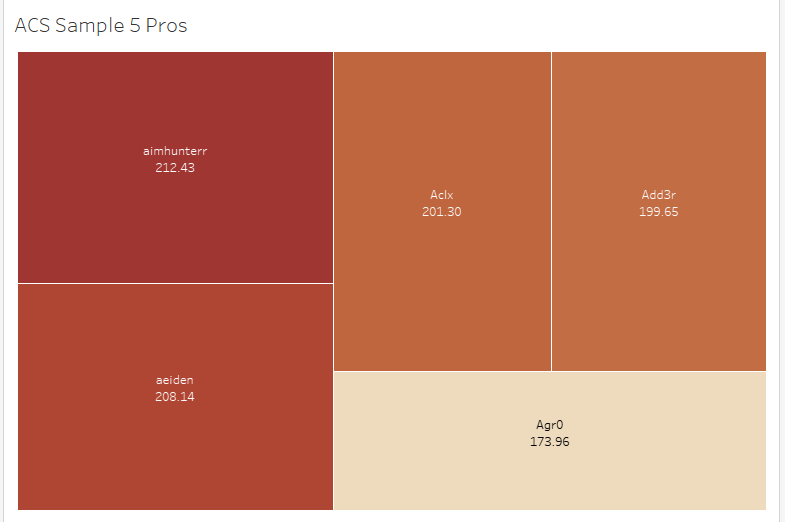 ACS Sample 5 Pros
aimhunterr
212.43
aeiden
208.14
Aclx
201.30
Add3r
199.65
Agr0
173.96